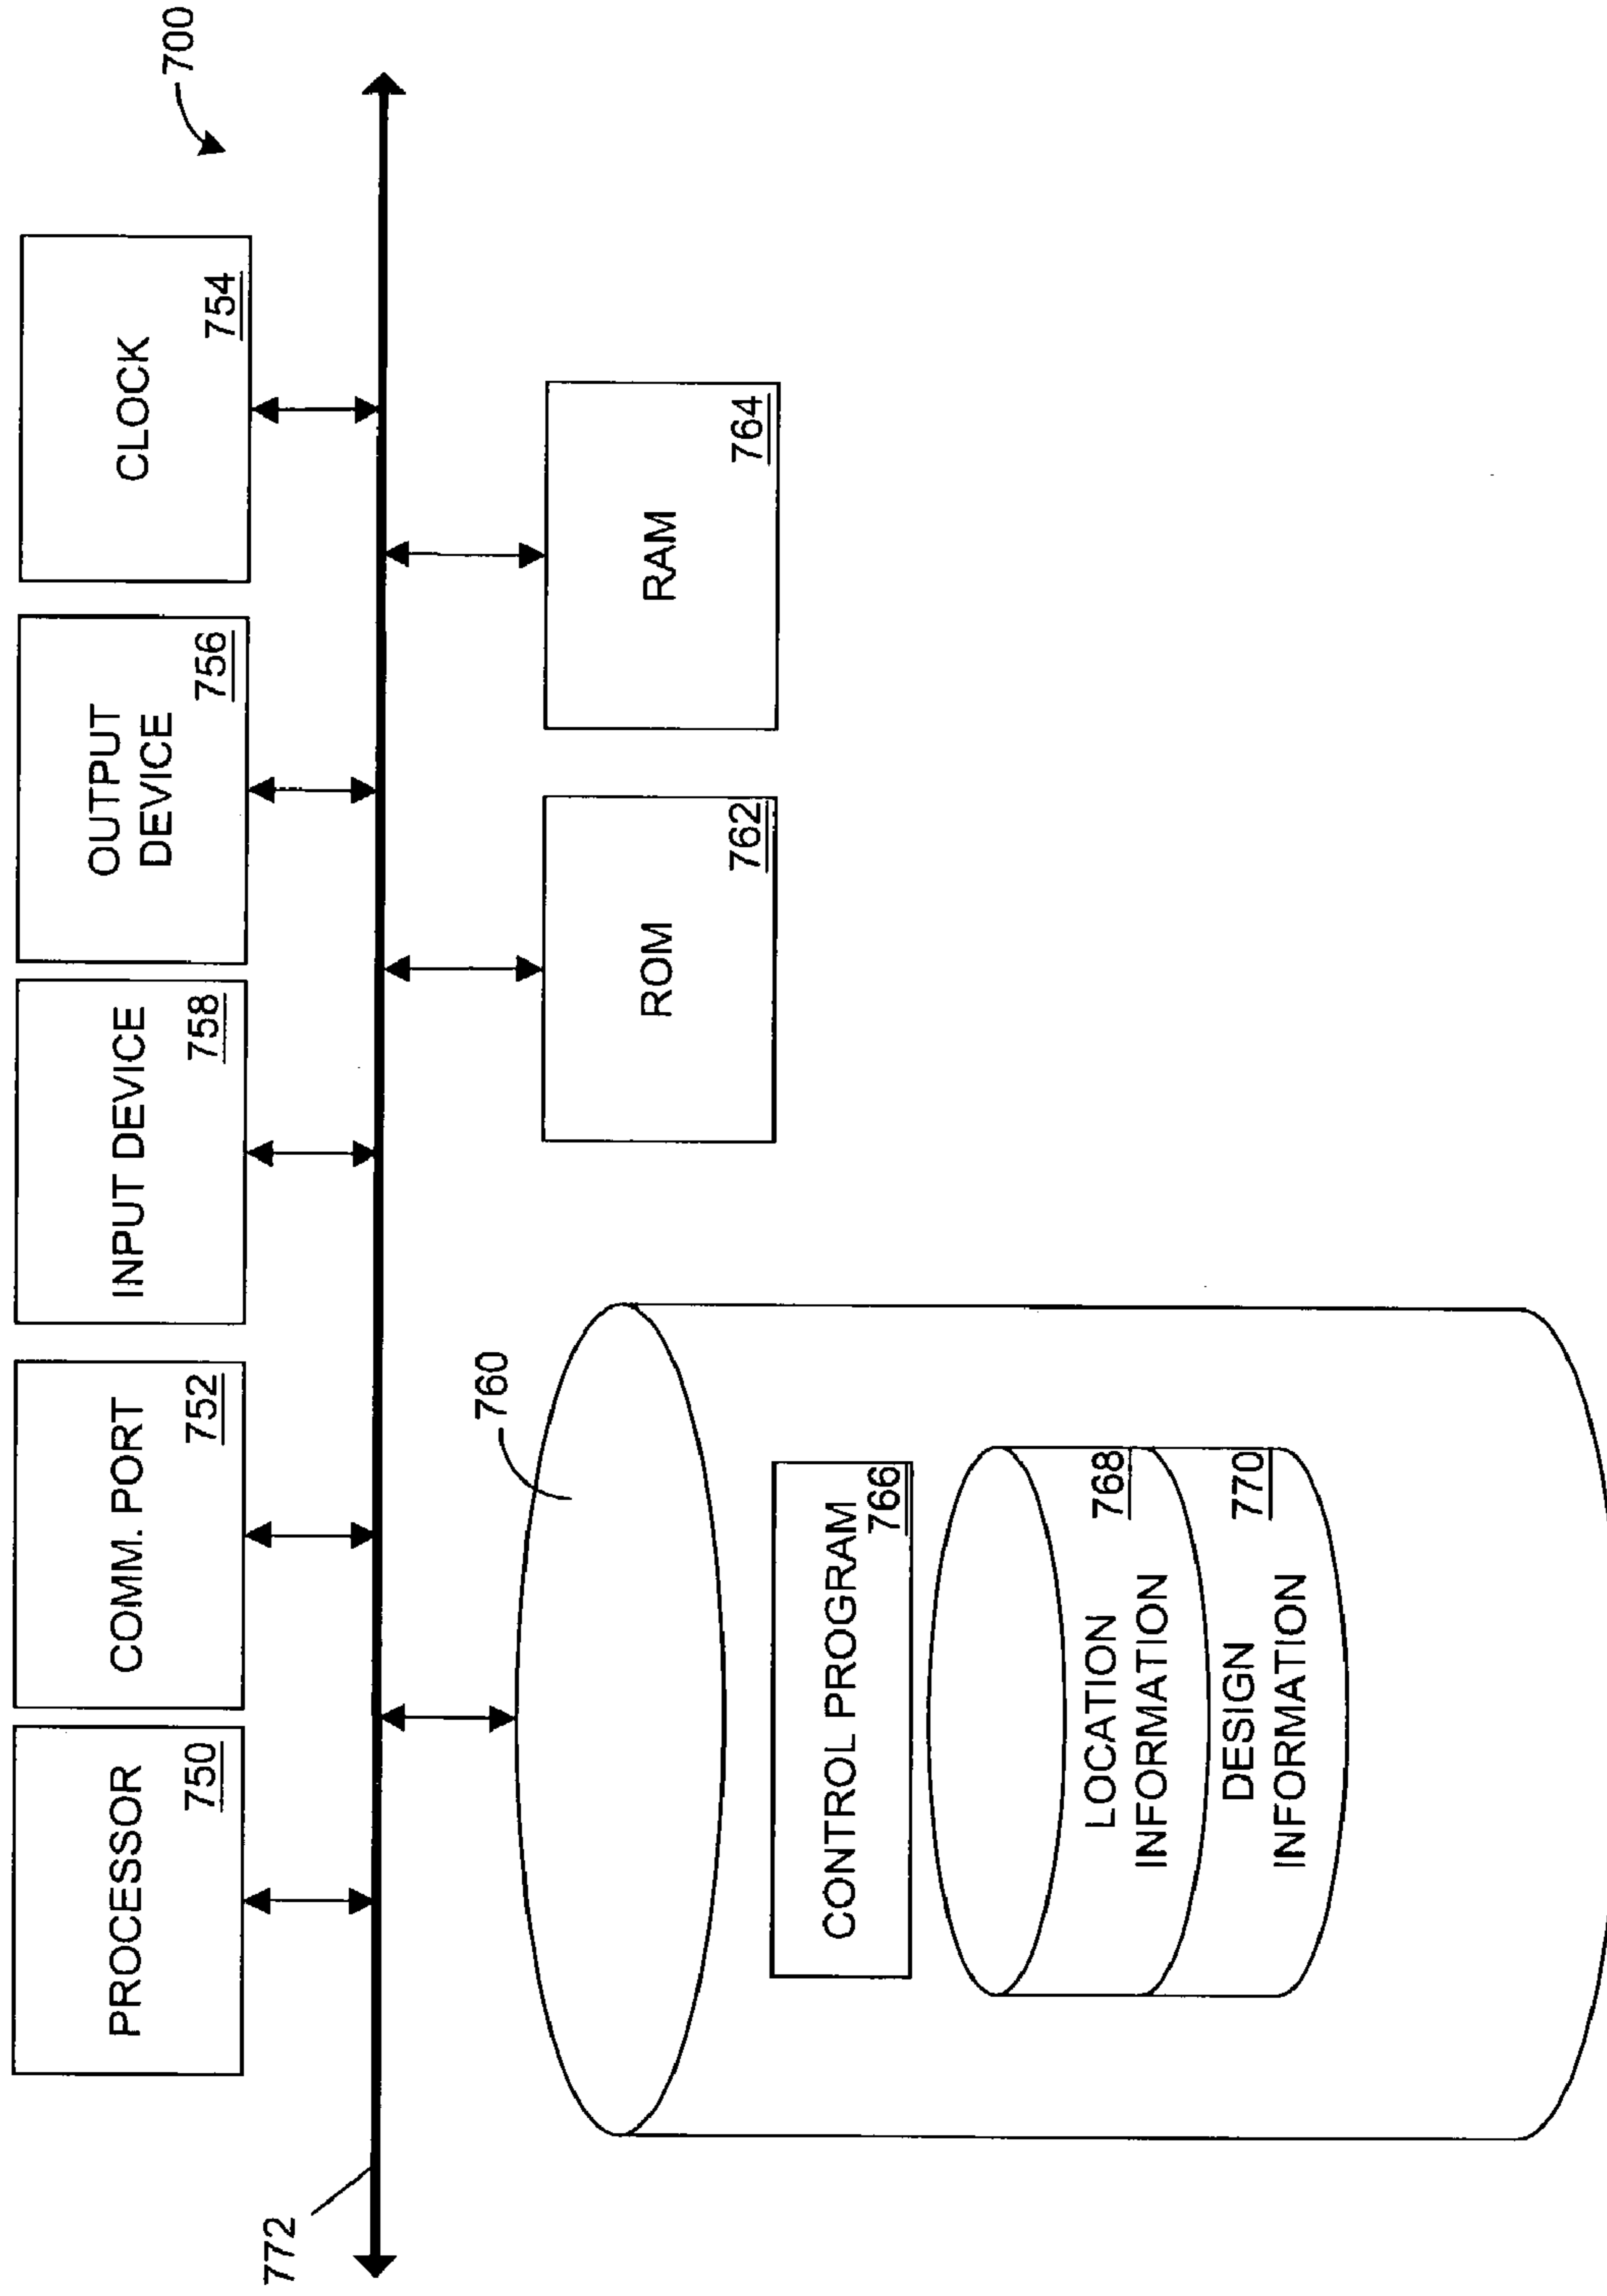 700
PROCESSOR
750
COMM. PORT
752
INPUT DEVICE
758
OUTPUT
DEVICE
756
CLOCK
754
772
760
ROM
762
RAM
764
CONTROL PROGRAM
766
LOCATION
INFORMATION
768
DESIGN
INFORMATION
770